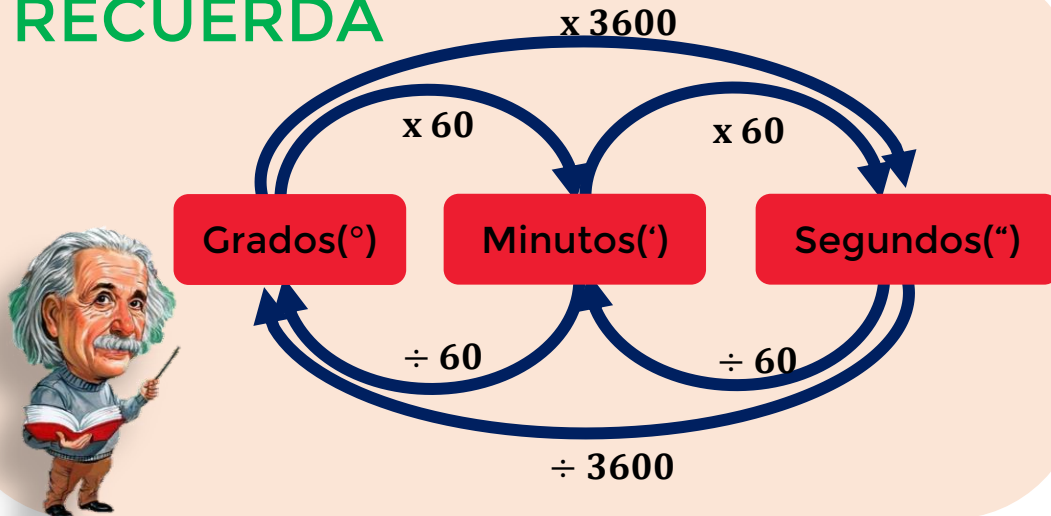 RECUERDA
x 3600
x 60
x 60
Grados(°)
Minutos(‘)
Segundos(“)
÷ 60
÷ 60
÷ 3600